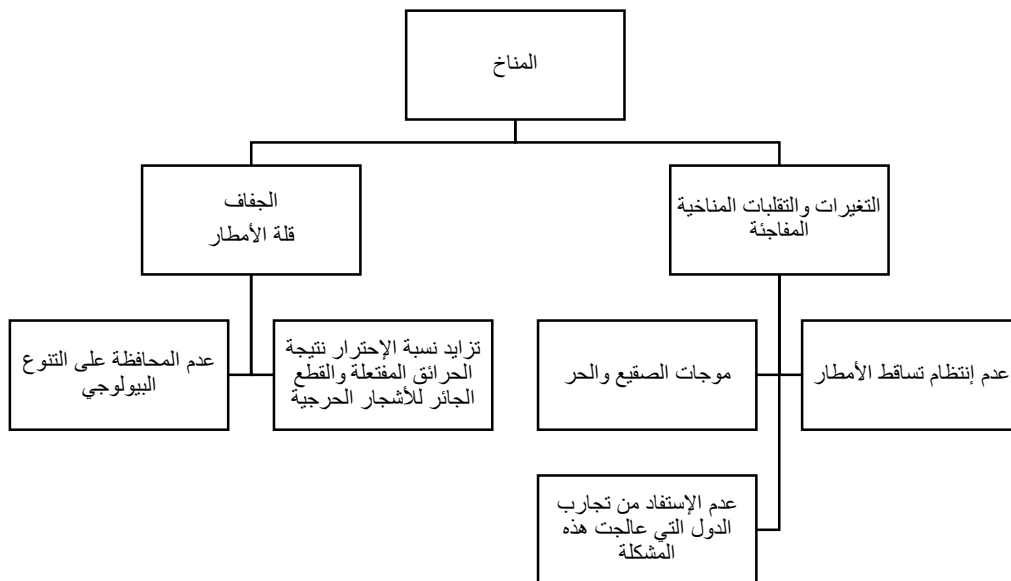 المناخ
التغيرات والتقلبات المناخية
المفاجئة
الجفاف
قلة الأمطار
عدم إنتظام تساقط الأمطار
موجات الصقيع والحر
تزايد نسبة الإحترار نتيجة
الحرائق المفتعلة والقطع
الجائر للأشجار الحرجية
عدم المحافظة على التنوع
البيولوجي
عدم الإستفاد من تجارب
الدول التي عالجت هذه
المشكلة